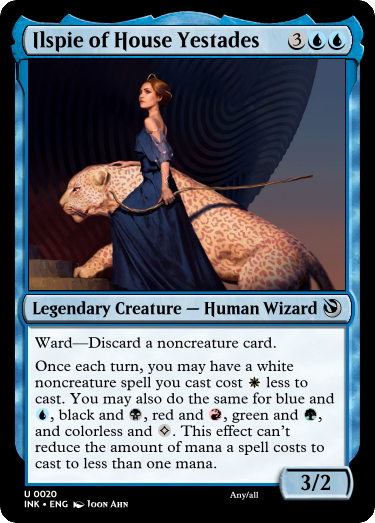 Ilspie of House Yestades 3
Legendary Creature — Human Wizard
Ward—Discard a noncreature card.
Once each turn, you may have a white
noncreature spell you cast cost less to
cast. You may also do the same for blue and
, black and , red and , green and ,
and colorless and . This effect can't
reduce the amount of mana a spell costs to
cast to less than one mana.
3/2
U 0020
INK • ENG Joon Ahn
Any/all